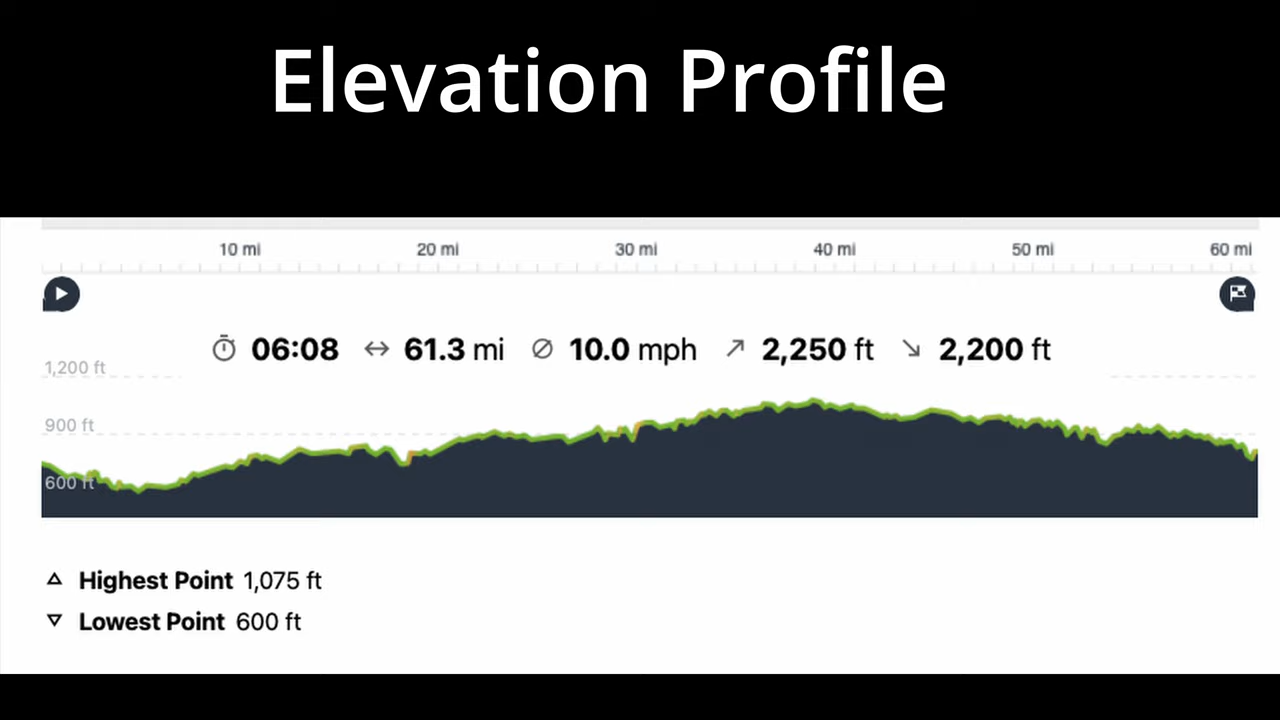 Elevation Profile
10 mi 20 mi 30 mi 40 mi 50 mi 60 mi
06:08 61.3 mi 10.0 mph 2,250 ft 2,200 ft
1,200 ft
900 ft
600 ft
Highest Point 1,075 ft
Lowest Point 600 ft